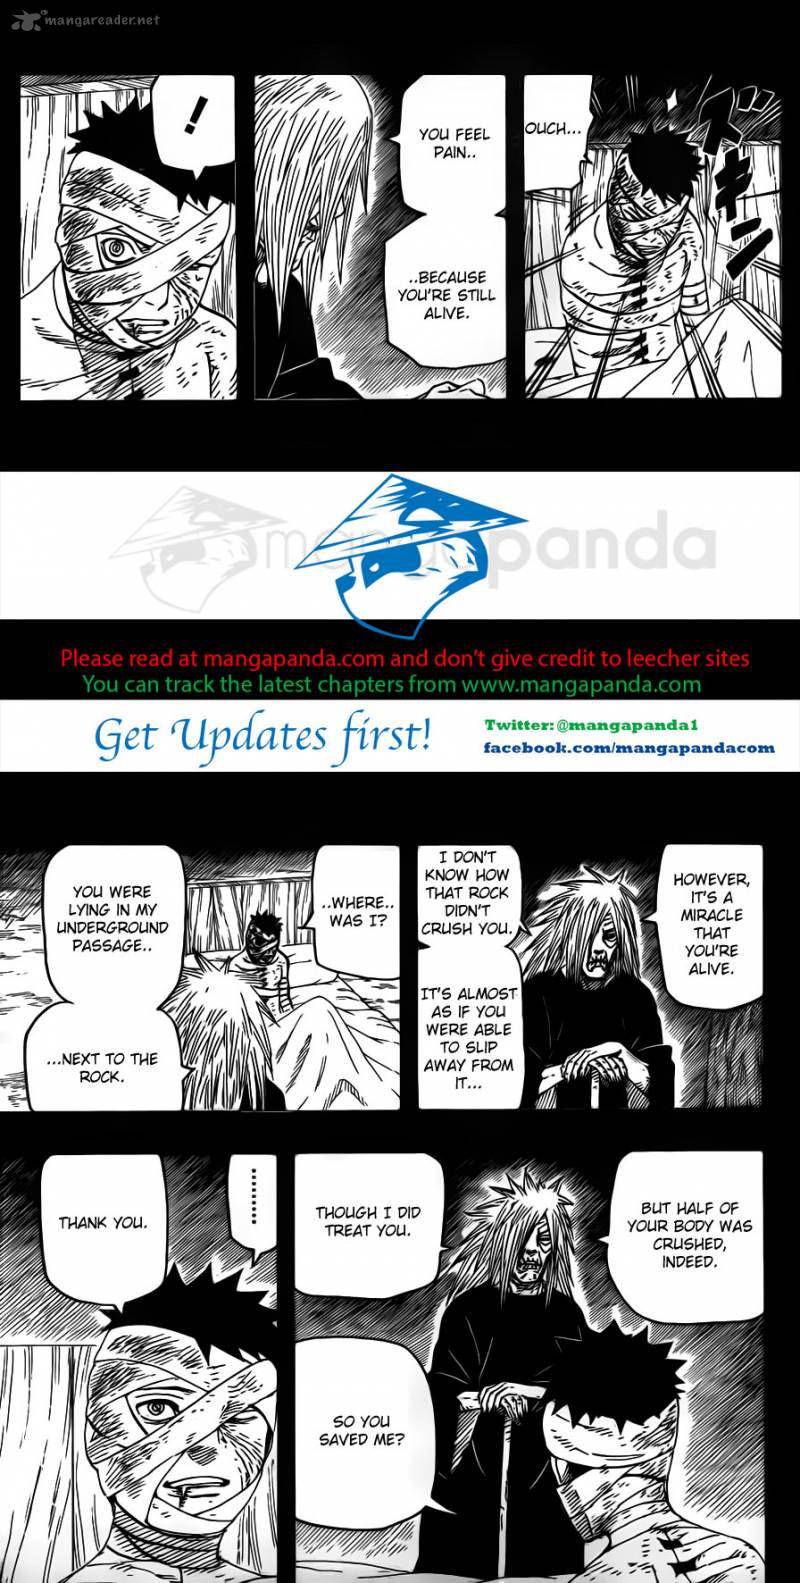 mangareader.net
OUCH...
ドキン
YOU FEEL
PAIN..
..BECAUSE
YOU'RE STILL
ALIVE.
!
mangapanda
Please read at mangapanda.com and don't give credit to leecher sites
You can track the latest chapters from www.mangapanda.com
Get Updates first!
Twitter: @mangapanda1
facebook.com/mangapandacom
HOWEVER,
IT'S A
MIRACLE
THAT
YOU'RE
ALIVE.
I DON'T
KNOW HOW
THAT ROCK
DIDN'T
CRUSH YOU.
IT'S ALMOST
AS IF YOU
WERE ABLE
TO SLIP
AWAY FROM
IT...
..WHERE..
WAS I?
YOU WERE
LYING IN MY
UNDERGROUND
PASSAGE..
...NEXT TO THE
ROCK.
BUT HALF OF
YOUR BODY WAS
CRUSHED,
INDEED.
THOUGH I DID
TREAT YOU.
SO YOU
SAVED ME?
.........
THANK YOU.